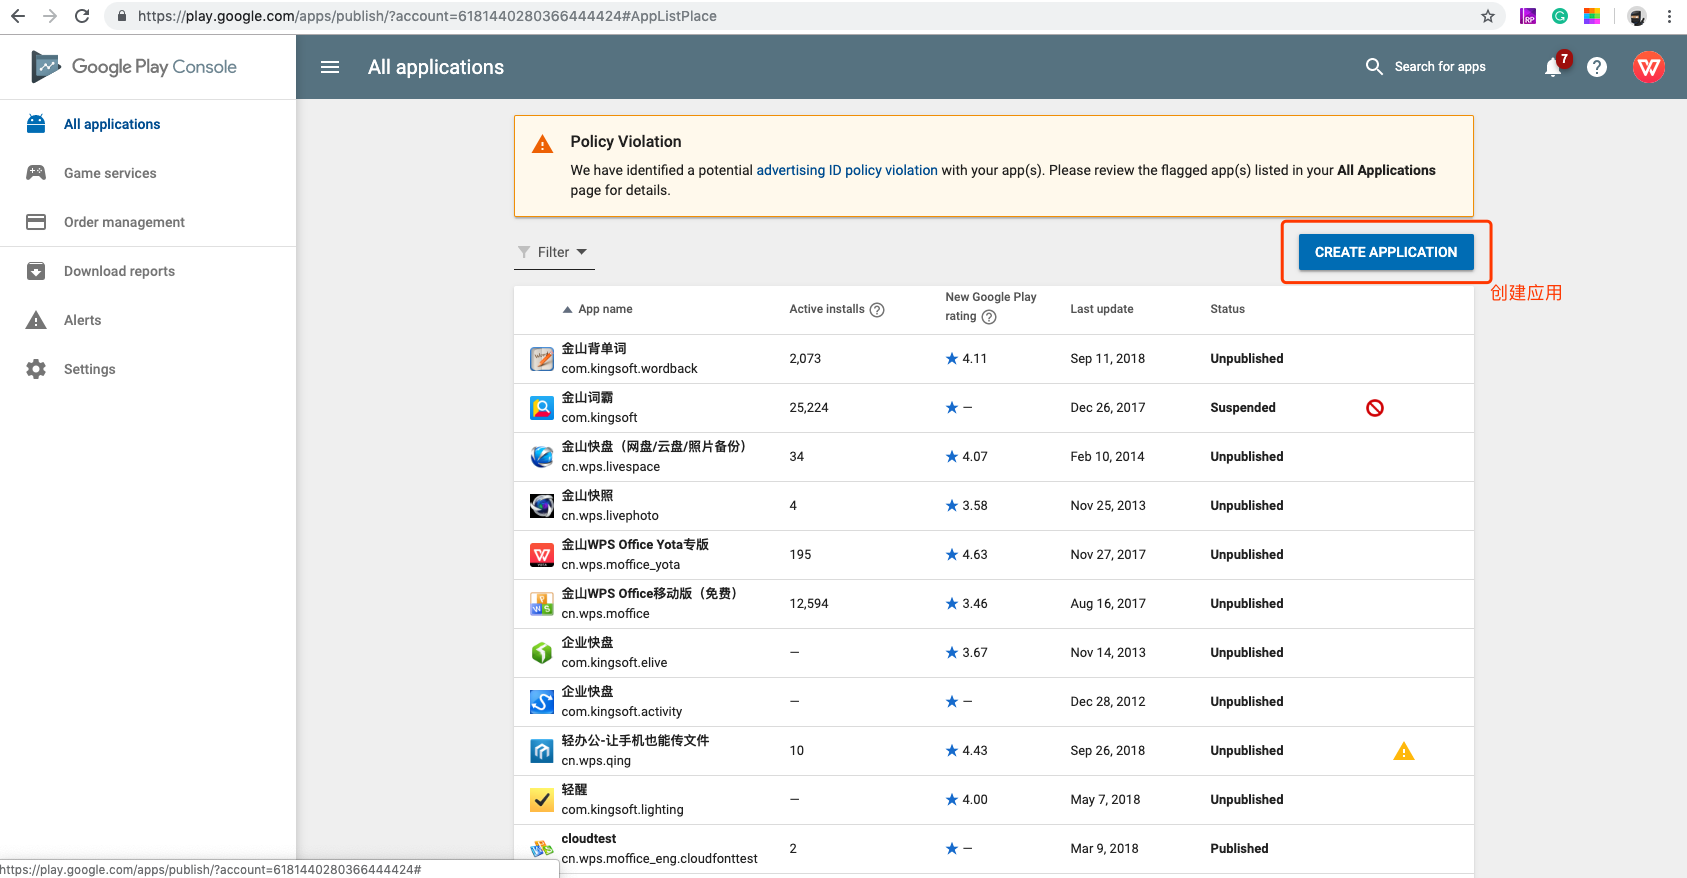 https://play.google.com/apps/publish/?account=6181440280366444424#AppListPlace
Google Play Console
All applications
Search for apps
7
All applications
Game services
Order management
Download reports
Alerts
Settings
Policy Violation
We have identified a potential advertising ID policy violation with your app(s). Please review the flagged app(s) listed in your All Applications
page for details.
Filter
CREATE APPLICATION
创建应用
App name Active installs ? New Google Play rating ? Last update Status
金山背单词
com.kingsoft.wordback 2,073 4.11 Sep 11, 2018 Unpublished
金山词霸
com.kingsoft 25,224 — Dec 26, 2017 Suspended
金山快盘（网盘/云盘/照片备份）
cn.wps.livespace 34 4.07 Feb 10, 2014 Unpublished
金山快照
cn.wps.livephoto 4 3.58 Nov 25, 2013 Unpublished
金山WPS Office Yota专版
cn.wps.moffice_yota 195 4.63 Nov 27, 2017 Unpublished
金山WPS Office移动版（免费）
cn.wps.moffice 12,594 3.46 Aug 16, 2017 Unpublished
企业快盘
com.kingsoft.elive — 3.67 Nov 14, 2013 Unpublished
企业快盘
com.kingsoft.activity — — Dec 28, 2012 Unpublished
轻办公-让手机也能传文件
cn.wps.qing 10 4.43 Sep 26, 2018 Unpublished
轻醒
com.kingsoft.lighting — 4.00 May 7, 2018 Unpublished
cloudtest
cn.wps.moffice_eng.cloudfonttest 2 — Mar 9, 2018 Published
https://play.google.com/apps/publish/?account=6181440280366444424#